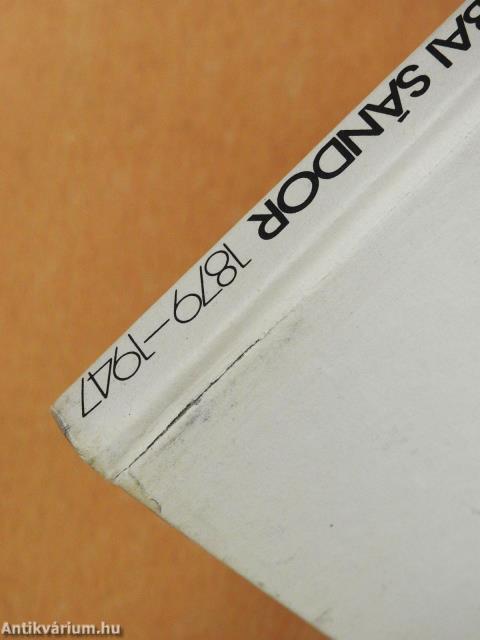 BAI SÁNDOR 1879–1947
Antikvárium.hu